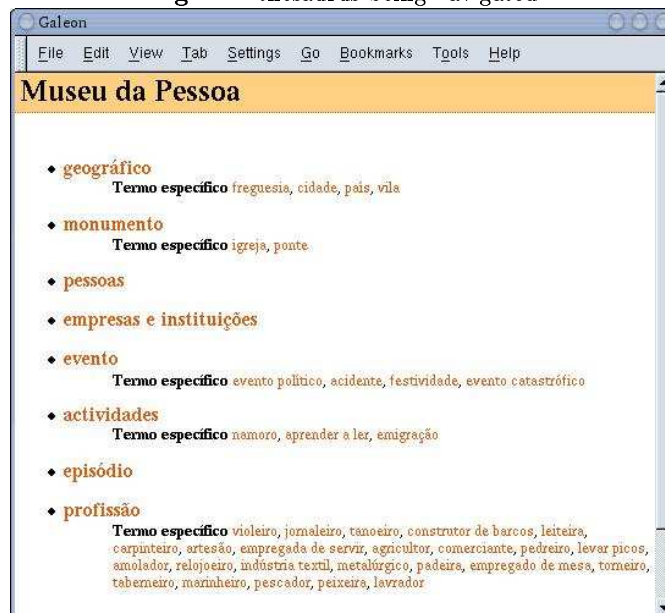 thesaurus being navigated
Galeon
File Edit View Tab Settings Go Bookmarks Tools Help
Museu da Pessoa
geográfico
Termo específico freguesia, cidade, país, vila
monumento
Termo específico igreja, ponte
pessoas
empresas e instituições
evento
Termo específico evento político, acidente, festividade, evento catastrófico
actividades
Termo específico namoro, aprender a ler, emigração
episódio
profissão
Termo específico violeiro, jornaleiro, tanoeiro, construtor de barcos, leiteira,
carpinteiro, artesão, empregada de servir, agricultor, comerciante, pedreiro, levar picos,
amolador, relojoeiro, indústria textil, metalúrgico, padeira, empregado de mesa, torneiro,
taberneiro, marinheiro, pescador, peixeira, lavrador